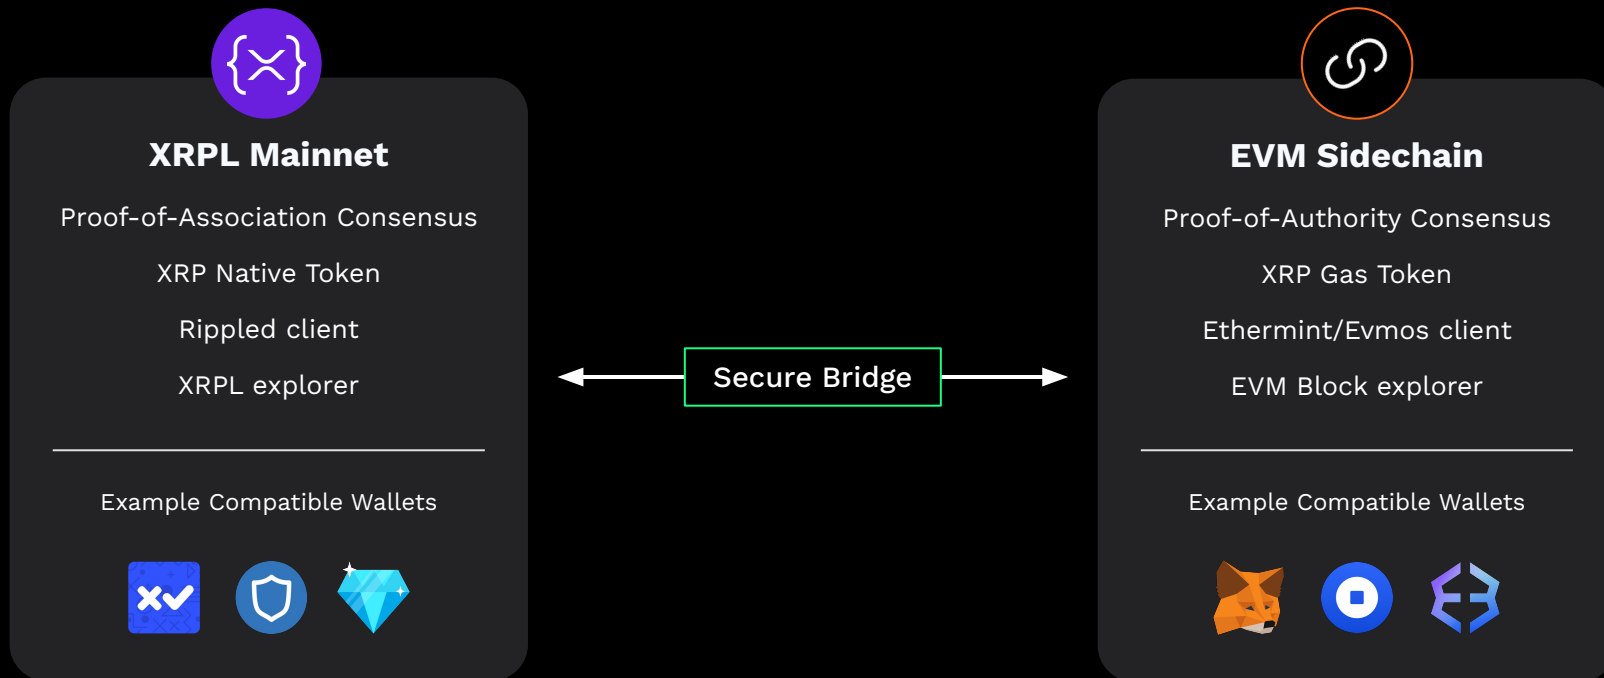 XRPL Mainnet
Proof-of-Association Consensus
XRP Native Token
Rippled client
XRPL explorer
Example Compatible Wallets
Secure Bridge
EVM Sidechain
Proof-of-Authority Consensus
XRP Gas Token
Ethermint/Evmos client
EVM Block explorer
Example Compatible Wallets